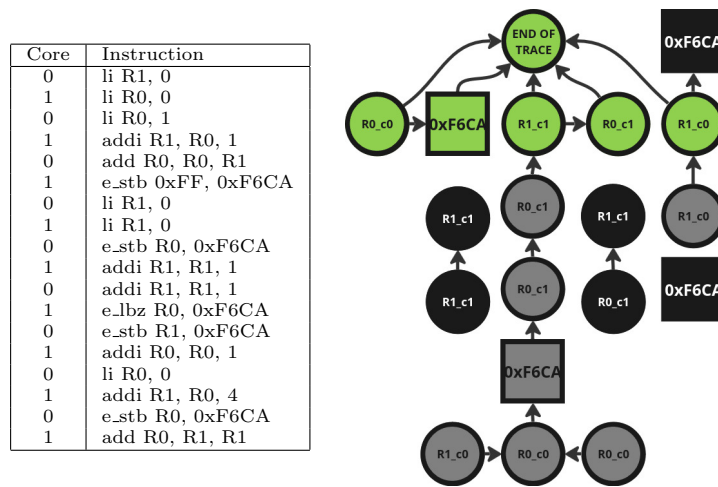 Core Instruction
0 li R1, 0
1 li R0, 0
0 li R0, 1
1 addi R1, R0, 1
0 add R0, R0, R1
1 e_stb 0xFF, 0xF6CA
0 li R1, 0
1 li R1, 0
0 e_stb R0, 0xF6CA
1 addi R1, R1, 1
0 addi R1, R1, 1
1 e_lbz R0, 0xF6CA
0 e_stb R1, 0xF6CA
1 addi R0, R0, 1
0 li R0, 0
1 addi R1, R0, 4
0 e_stb R0, 0xF6CA
1 add R0, R1, R1
END OF
TRACE
0xF6CA
R0_c0
0xF6CA
R1_c1
R0_c1
R1_c0
R1_c1
R0_c1
R1_c1
R1_c0
R1_c1
R0_c1
R0_c1
0xF6CA
0xF6CA
R1_c0
R0_c0
R0_c0